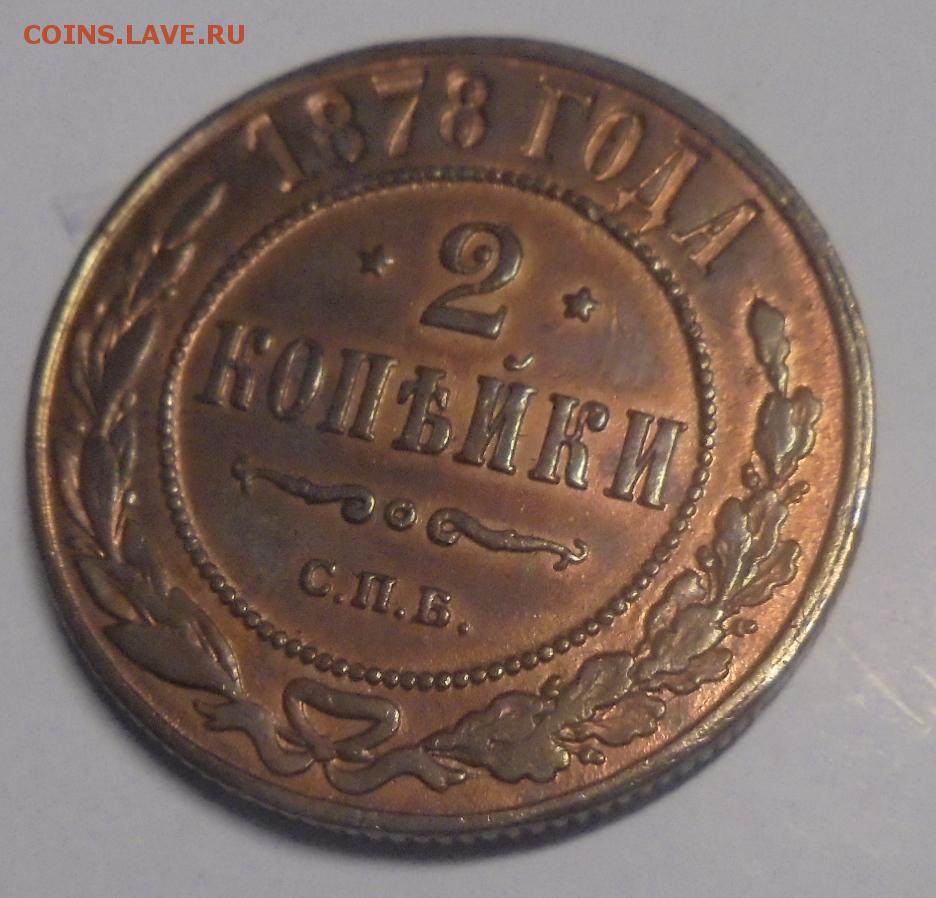 COINS.LAVE.RU
1878 ГОДА
2
КОПѢЙКИ
С.П.Б.